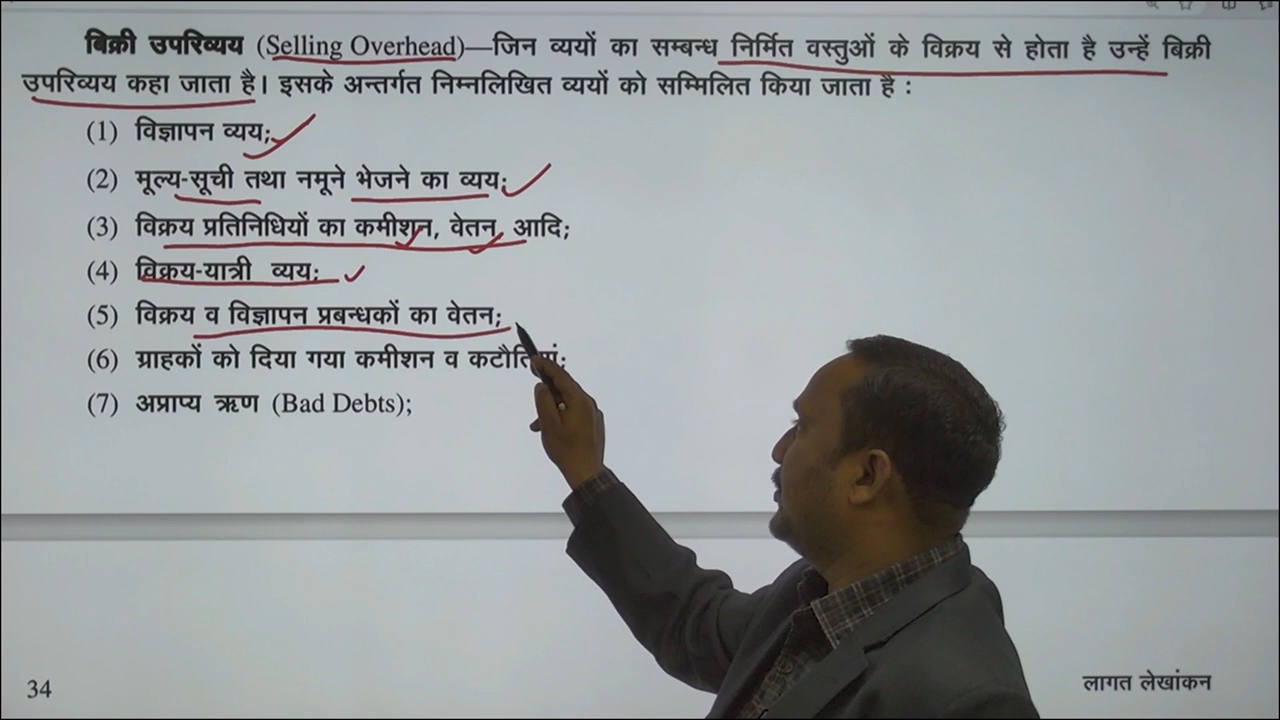 बिक्री उपरिव्यय (Selling Overhead)—जिन व्ययों का सम्बन्ध निर्मित वस्तुओं के विक्रय से होता है उन्हें बिक्री
उपरिव्यय कहा जाता है। इसके अन्तर्गत निम्नलिखित व्ययों को सम्मिलित किया जाता है :
(1) विज्ञापन व्यय;
(2) मूल्य-सूची तथा नमूने भेजने का व्यय;
(3) विक्रय प्रतिनिधियों का कमीशन, वेतन आदि;
(4) विक्रय-यात्री व्यय;
(5) विक्रय व विज्ञापन प्रबन्धकों का वेतन;
(6) ग्राहकों को दिया गया कमीशन व
(7) अप्राप्य ऋण (Bad Debts);
34
लागत लेखांकन